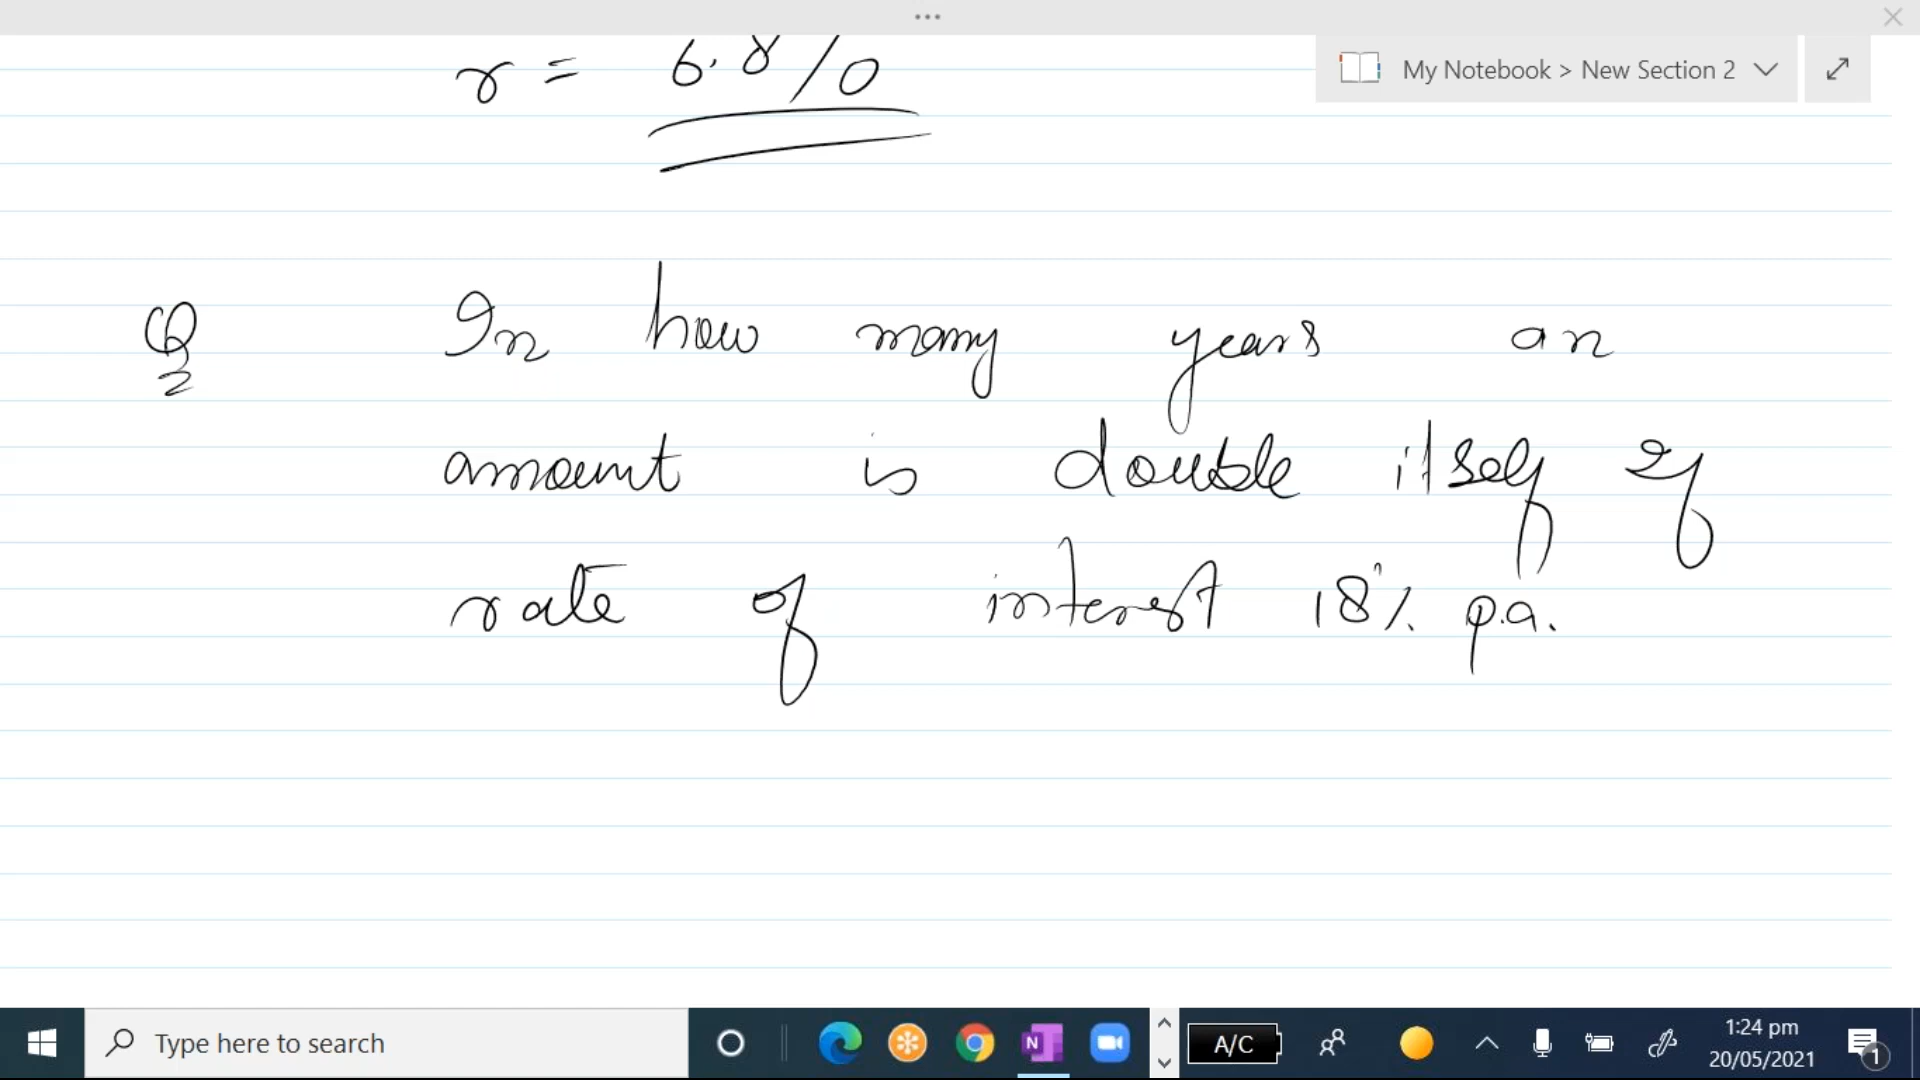 r = 6.8%
My Notebook > New Section 2
Q2 In how many years an
amount is double itself if
rate of interest 18% p.a.
Type here to search
N
A/C
1:24 pm
20/05/2021
1